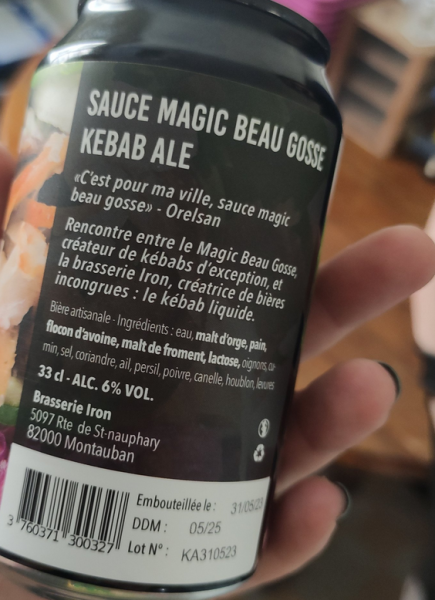 SAUCE MAGIC BEAU GOSSE
KEBAB ALE
«C'est pour ma ville, sauce magic
beau gosse» - Orelsan
Rencontre entre le Magic Beau Gosse,
créateur de kébabs d'exception, et
la brasserie Iron, créatrice de bières
incongrues : le kébab liquide.
Bière artisanale - Ingrédients : eau, malt d'orge, pain,
flocon d'avoine, malt de froment, lactose, oignons, cu-
min, sel, coriandre, ail, persil, poivre, canelle, houblon, levures
33 cl - ALC. 6% VOL.
Brasserie Iron
5097 Rte de St-nauphary
82000 Montauban
Embouteillée le : 31/05/23
DDM : 05/25
Lot N° : KA310523
3 760371 300327